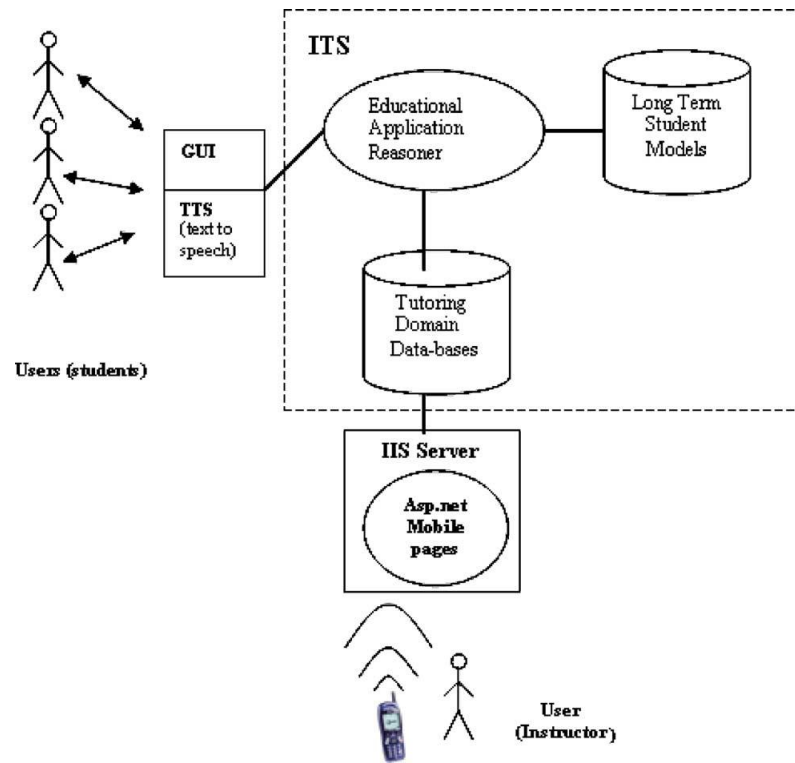 ITS
Educational
Application
Reasoner
Long Term
Student
Models
GUI
TTS
(text to
speech)
Tutoring
Domain
Data-bases
Users (students)
IIS Server
Asp.net
Mobile
pages
User
(Instructor)